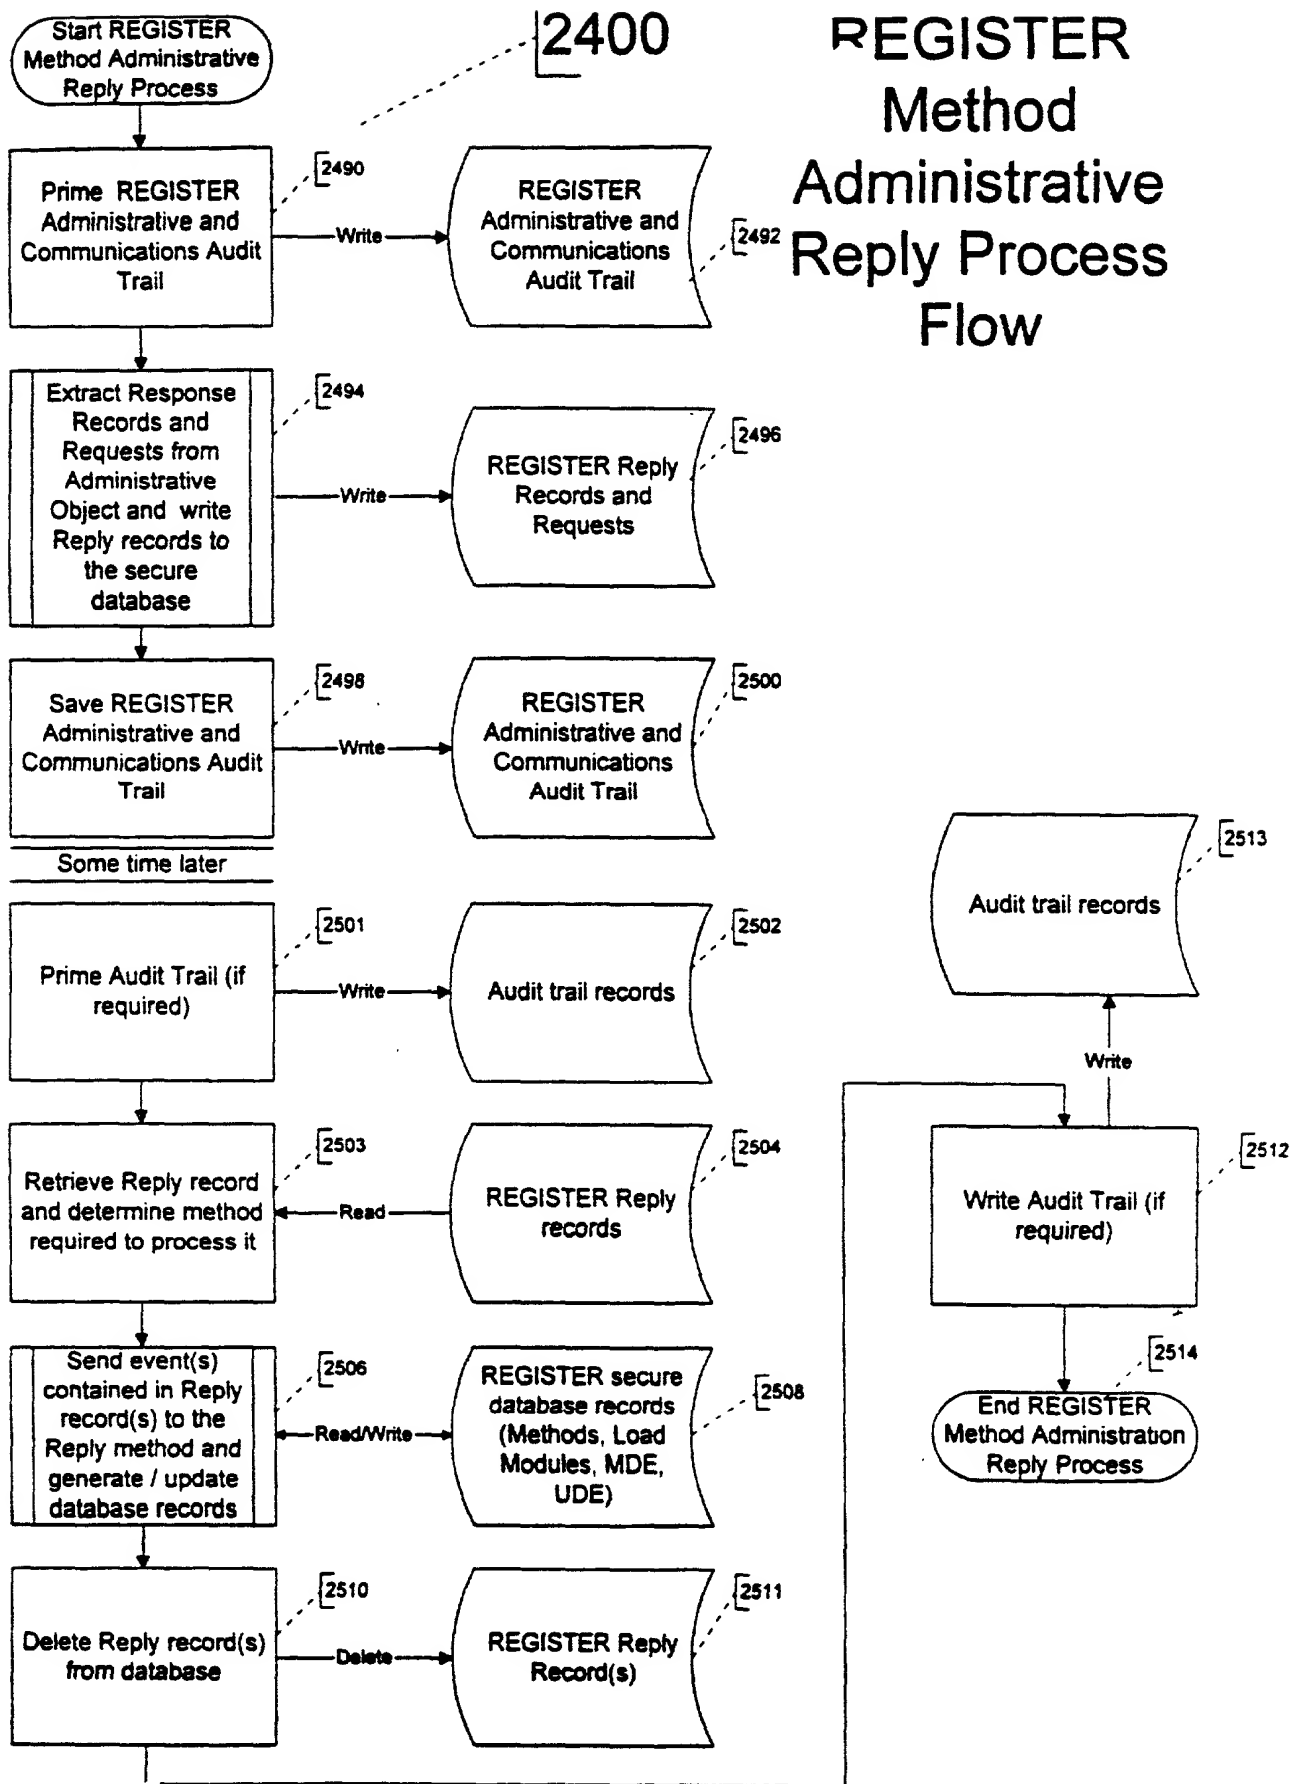 Start REGISTER
Method Administrative
Reply Process
2400
REGISTER
Method
Administrative
Reply Process
Flow
Prime REGISTER
Administrative and
Communications Audit
Trail
2490
Write
REGISTER
Administrative and
Communications
Audit Trail
2492
Extract Response
Records and
Requests from
Administrative
Object and write
Reply records to
the secure
database
2494
Write
REGISTER Reply
Records and
Requests
2496
Save REGISTER
Administrative and
Communications Audit
Trail
2498
Write
REGISTER
Administrative and
Communications
Audit Trail
2500
Some time later
Prime Audit Trail (if
required)
2501
Write
Audit trail records
2502
Retrieve Reply record
and determine method
required to process it
2503
Read
REGISTER Reply
records
2504
Send event(s)
contained in Reply
record(s) to the
Reply method and
generate / update
database records
2506
Read/Write
REGISTER secure
database records
(Methods, Load
Modules, MDE,
UDE)
2508
Delete Reply record(s)
from database
2510
Delete
REGISTER Reply
Record(s)
2511
Audit trail records
2513
Write
Write Audit Trail (if
required)
2512
2514
End REGISTER
Method Administration
Reply Process